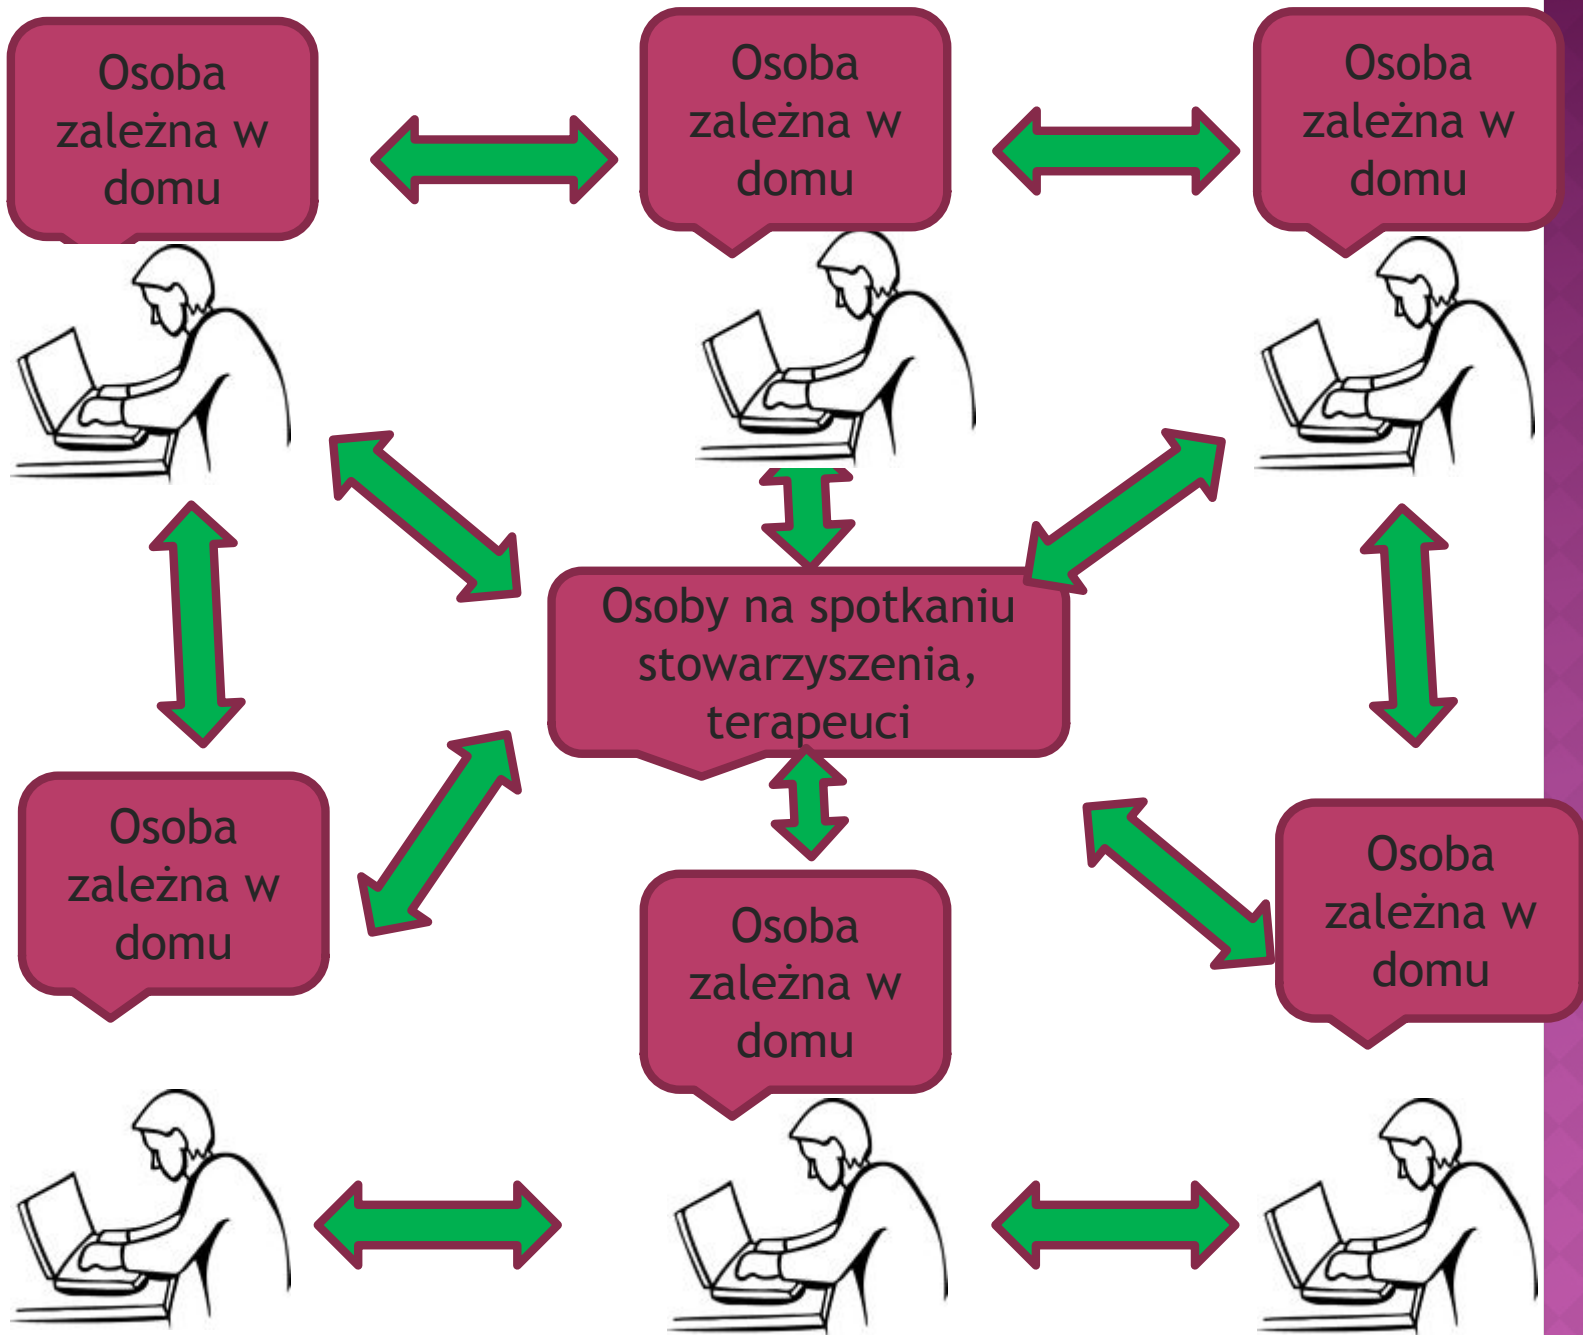 Osoba
zależna w
domu
Osoba
zależna w
domu
Osoba
zależna w
domu
Osoby na spotkaniu
stowarzyszenia,
terapeuci
Osoba
zależna w
domu
Osoba
zależna w
domu
Osoba
zależna w
domu